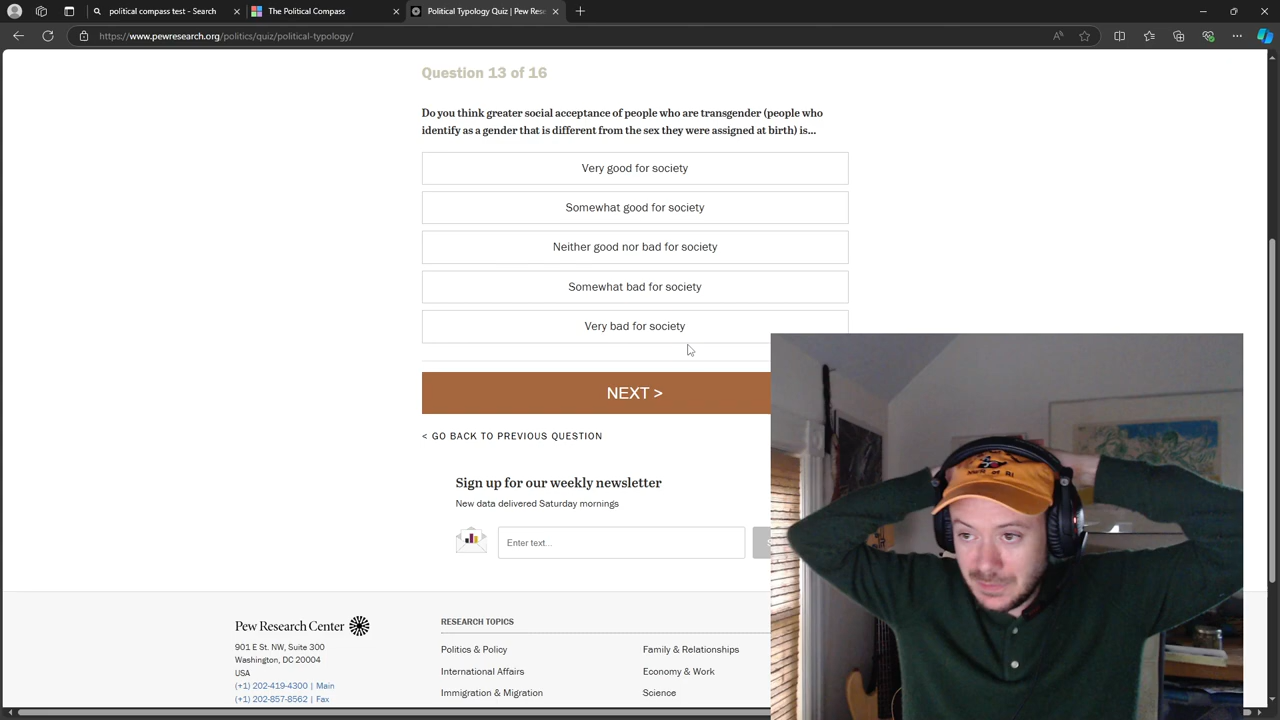 political compast - Search
The Political Compass
Political Typology Quiz | Pew Res
https://www.pewresearch.org/politics/quiz/political-typology/
Question 13 of 16
Do you think greater social acceptance of people who are transgender (people who
identify as a gender that is different from the sex they were assigned at birth) is...
Very good for society
Somewhat good for society
Neither good nor bad for society
Somewhat bad for society
Very bad for society
NEXT >
< GO BACK TO PREVIOUS QUESTION
Sign up for our weekly newsletter
New data delivered Saturday mornings
Enter text...
Pew Research Center
901 E St. NW, Suite 300
Washington, DC 20004
USA
(+1) 202-419-4300 | Main
(+1) 202-857-8562 | Fax
RESEARCH TOPICS
Politics & Policy
Family & Relationships
International Affairs
Economy & Work
Immigration & Migration
Science